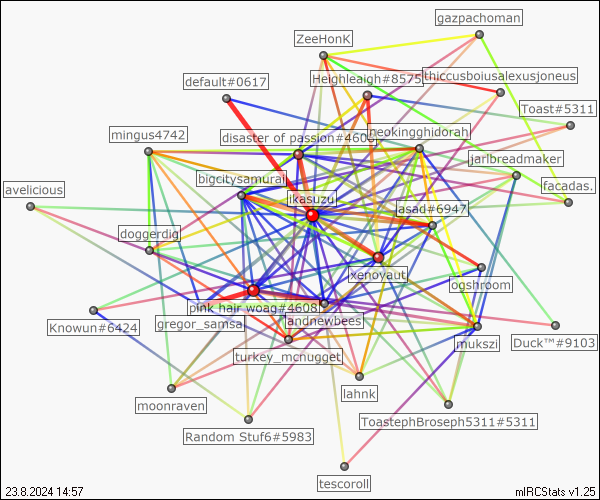 gazpachoman
ZeeHonK
Heighleaigh#8575
thiccusboiusalexusjoneus
default#0617
Toast#5311
mingus4742
disaster of passion#4606
neokingghidorah
jarlbreadmaker
bigcitysamurai
avelicious
ikasuzu
facadas.
asad#6947
doggerdig
xenoyaut
ogshroom
pink hair woag#4608
gregor_samsa
andnewbees
Knowun#6424
mukszi
Duck™#9103
turkey_mcnugget
lahnk
moonraven
ToastephBroseph5311#5311
Random Stuf6#5983
tescoroll
23.8.2024 14:57
mIRCStats v1.25